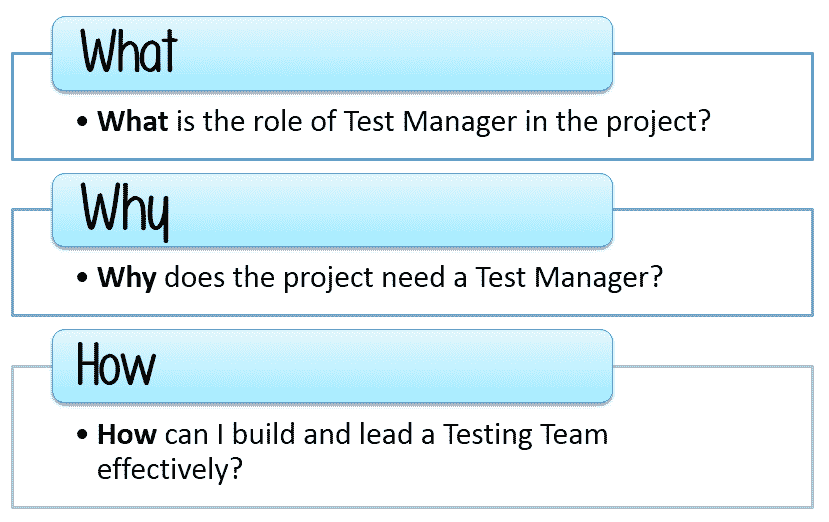 What
• What is the role of Test Manager in the project?
Why
• Why does the project need a Test Manager?
How
• How can I build and lead a Testing Team
effectively?